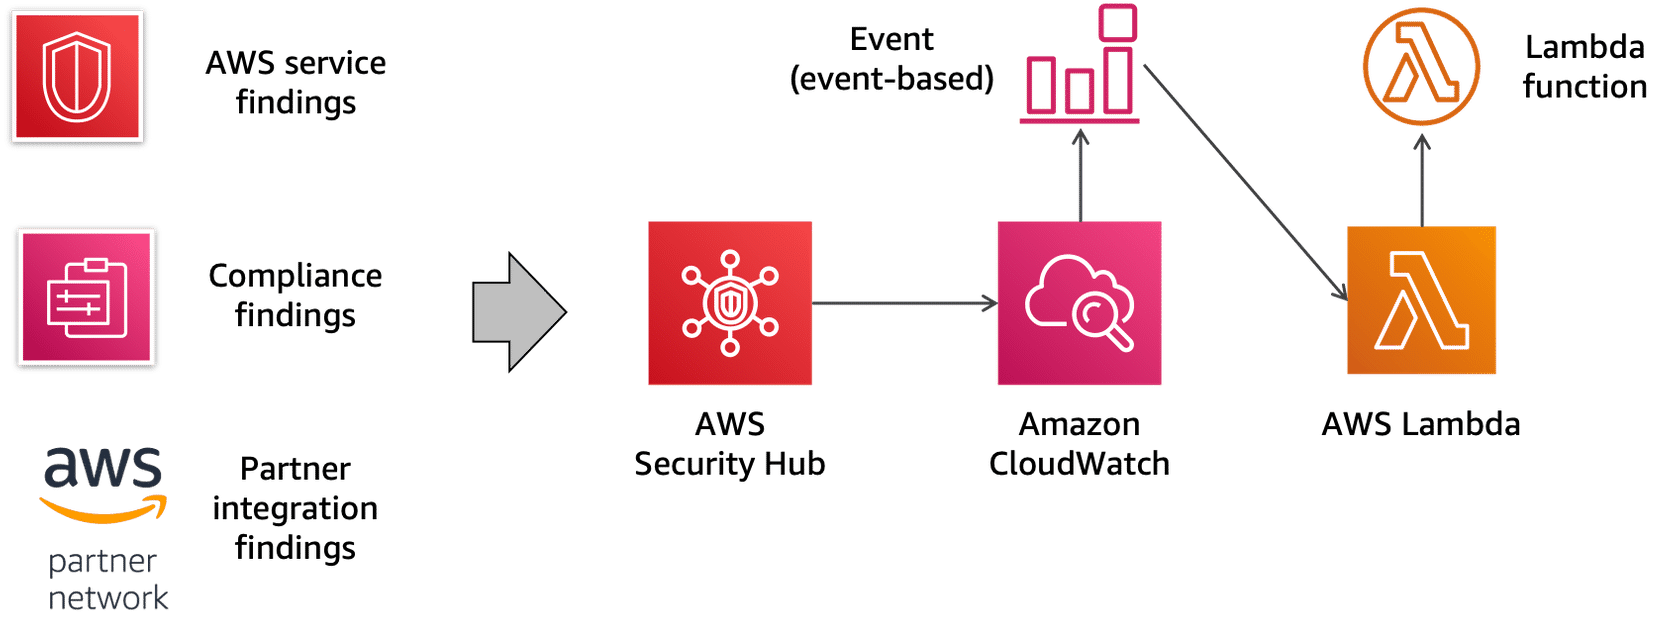 AWS service
findings
Compliance
findings
aws
partner
network
Partner
integration
findings
Event
(event-based)
Lambda
function
AWS
Security Hub
Amazon
CloudWatch
AWS Lambda